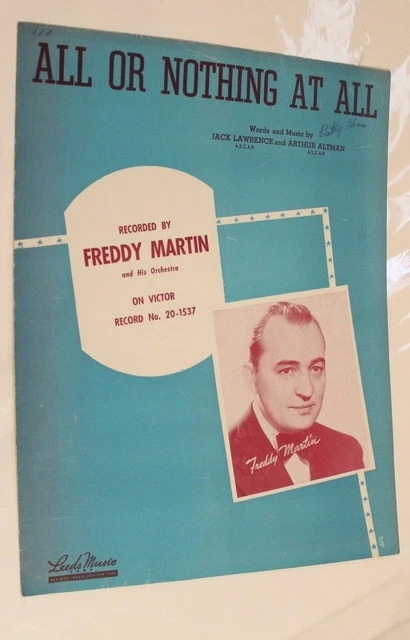 ALL OR NOTHING AT ALL
Words and Music by
JACK LAWRENCE and ARTHUR ALTMAN
A.S.C.A.P. A.S.C.A.P.
RECORDED BY
FREDDY MARTIN
and His Orchestra
ON VICTOR
RECORD No. 20-1537
Freddy Martin
Leeds Music
CORP